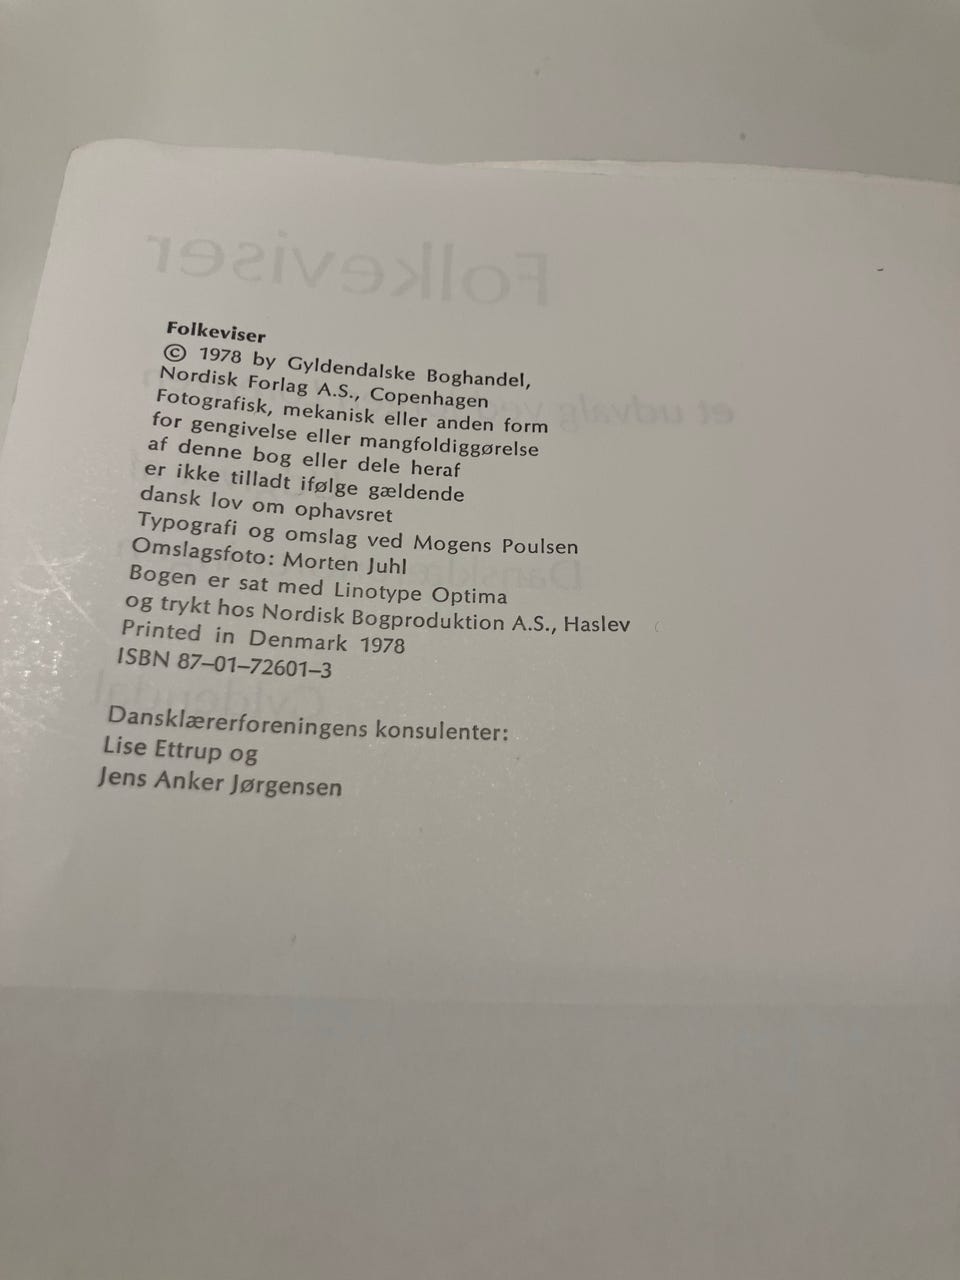 Folkeviser
Folkeviser
© 1978 by Gyldendalske Boghandel,
Nordisk Forlag A.S., Copenhagen
Fotografisk, mekanisk eller anden form
for gengivelse eller mangfoldiggørelse
af denne bog eller dele heraf
er ikke tilladt ifølge gældende
dansk lov om ophavsret
Typografi og omslag ved Mogens Poulsen
Omslagsfoto: Morten Juhl
Bogen er sat med Linotype Optima
og trykt hos Nordisk Bogproduktion A.S., Haslev
Printed in Denmark 1978
ISBN 87–01–72601–3
Dansklærerforeningens konsulenter:
Lise Ettrup og
Jens Anker Jørgensen